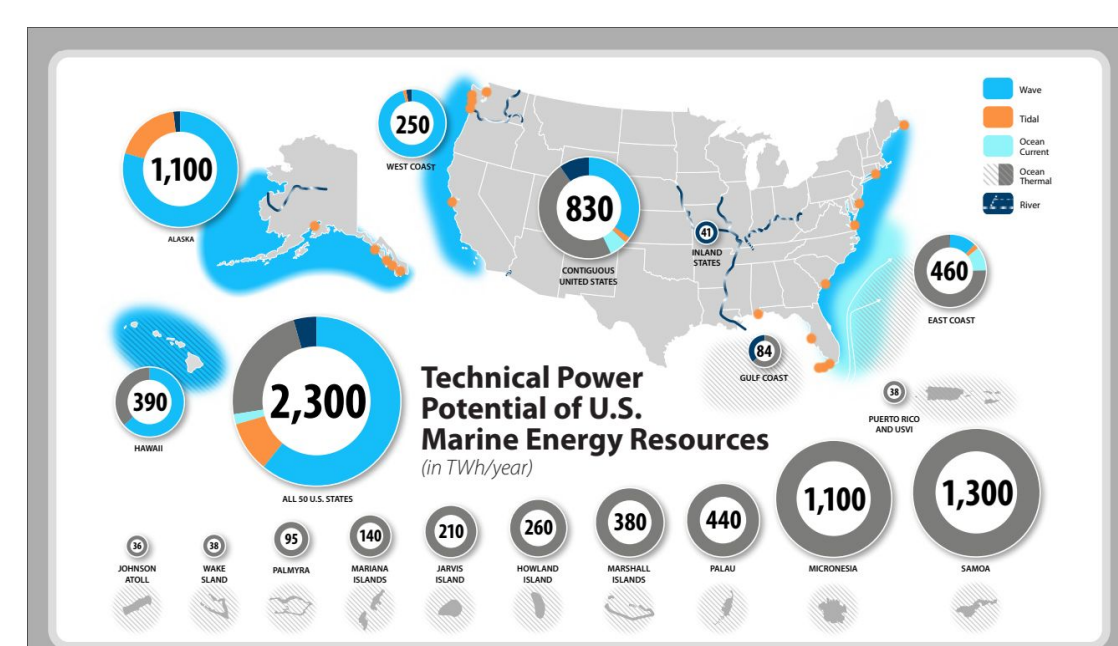 1,100
ALASKA
250
WEST COAST
830
CONTIGUOUS
UNITED STATES
41
INLAND
STATES
Wave
Tidal
Ocean
Current
Ocean
Thermal
River
460
EAST COAST
84
GULF COAST
390
HAWAII
2,300
ALL 50 U.S. STATES
Technical Power
Potential of U.S.
Marine Energy Resources
(in TWh/year)
38
PUERTO RICO
AND USVI
36
JOHNSON
ATOLL
38
WAKE
SLAND
95
PALMYRA
140
MARIANA
ISLANDS
210
JARVIS
ISLAND
260
HOWLAND
ISLAND
380
MARSHALL
ISLANDS
440
PALAU
1,100
MICRONESIA
1,300
SAMOA